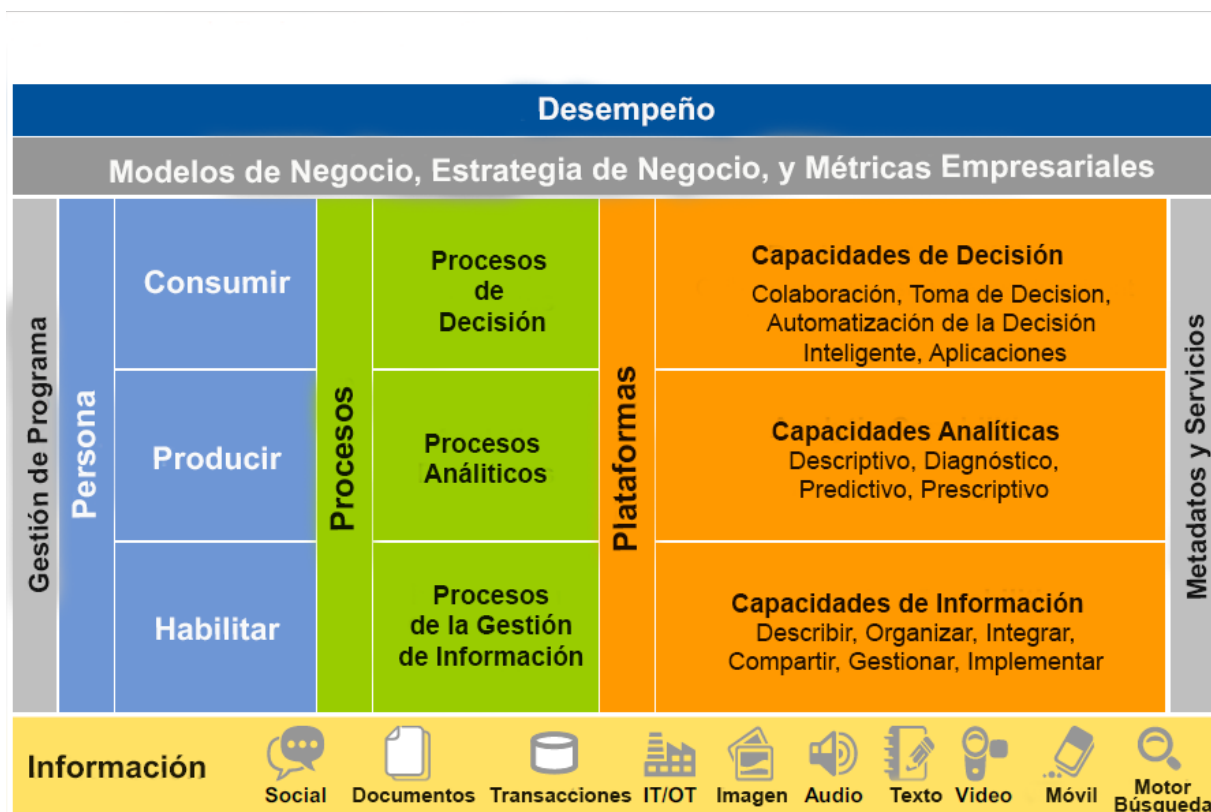 Desempeño
Modelos de Negocio, Estrategia de Negocio, y Métricas Empresariales
Gestión de Programa
Persona
Consumir
Producir
Habilitar
Procesos
Procesos
de
Decisión
Procesos
Análiticos
Procesos
de la Gestión
de Información
Plataformas
Capacidades de Decisión
Colaboración, Toma de Decision,
Automatización de la Decisión
Inteligente, Aplicaciones
Capacidades Analíticas
Descriptivo, Diagnóstico,
Predictivo, Prescriptivo
Capacidades de Información
Describir, Organizar, Integrar,
Compartir, Gestionar, Implementar
Metadatos y Servicios
Información
Social
Documentos
Transacciones
IT/OT
Imagen
Audio
Texto
Video
Móvil
Motor
Búsqueda